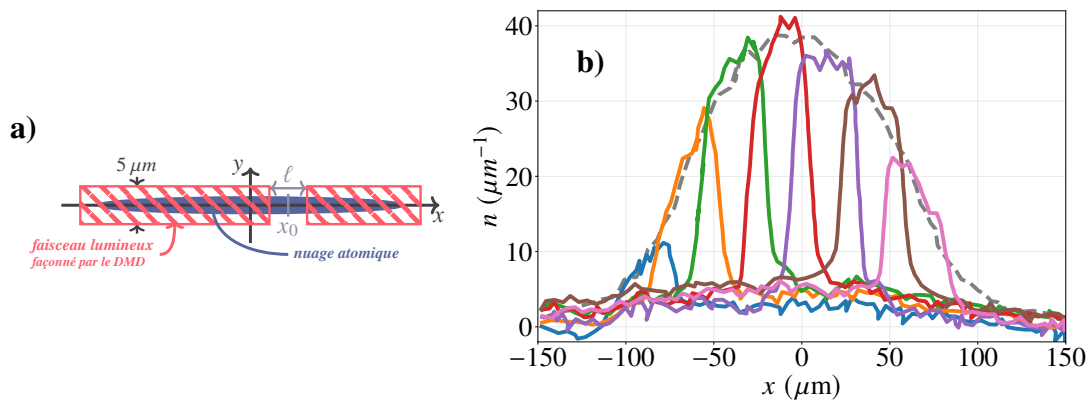 a)
5 μm
y
ℓ
x
x₀
faisceau lumineux
façonné par le DMD
nuage atomique
b)
n (μm⁻¹)
40
30
20
10
0
−150 −100 −50 0 50 100 150
x (μm)